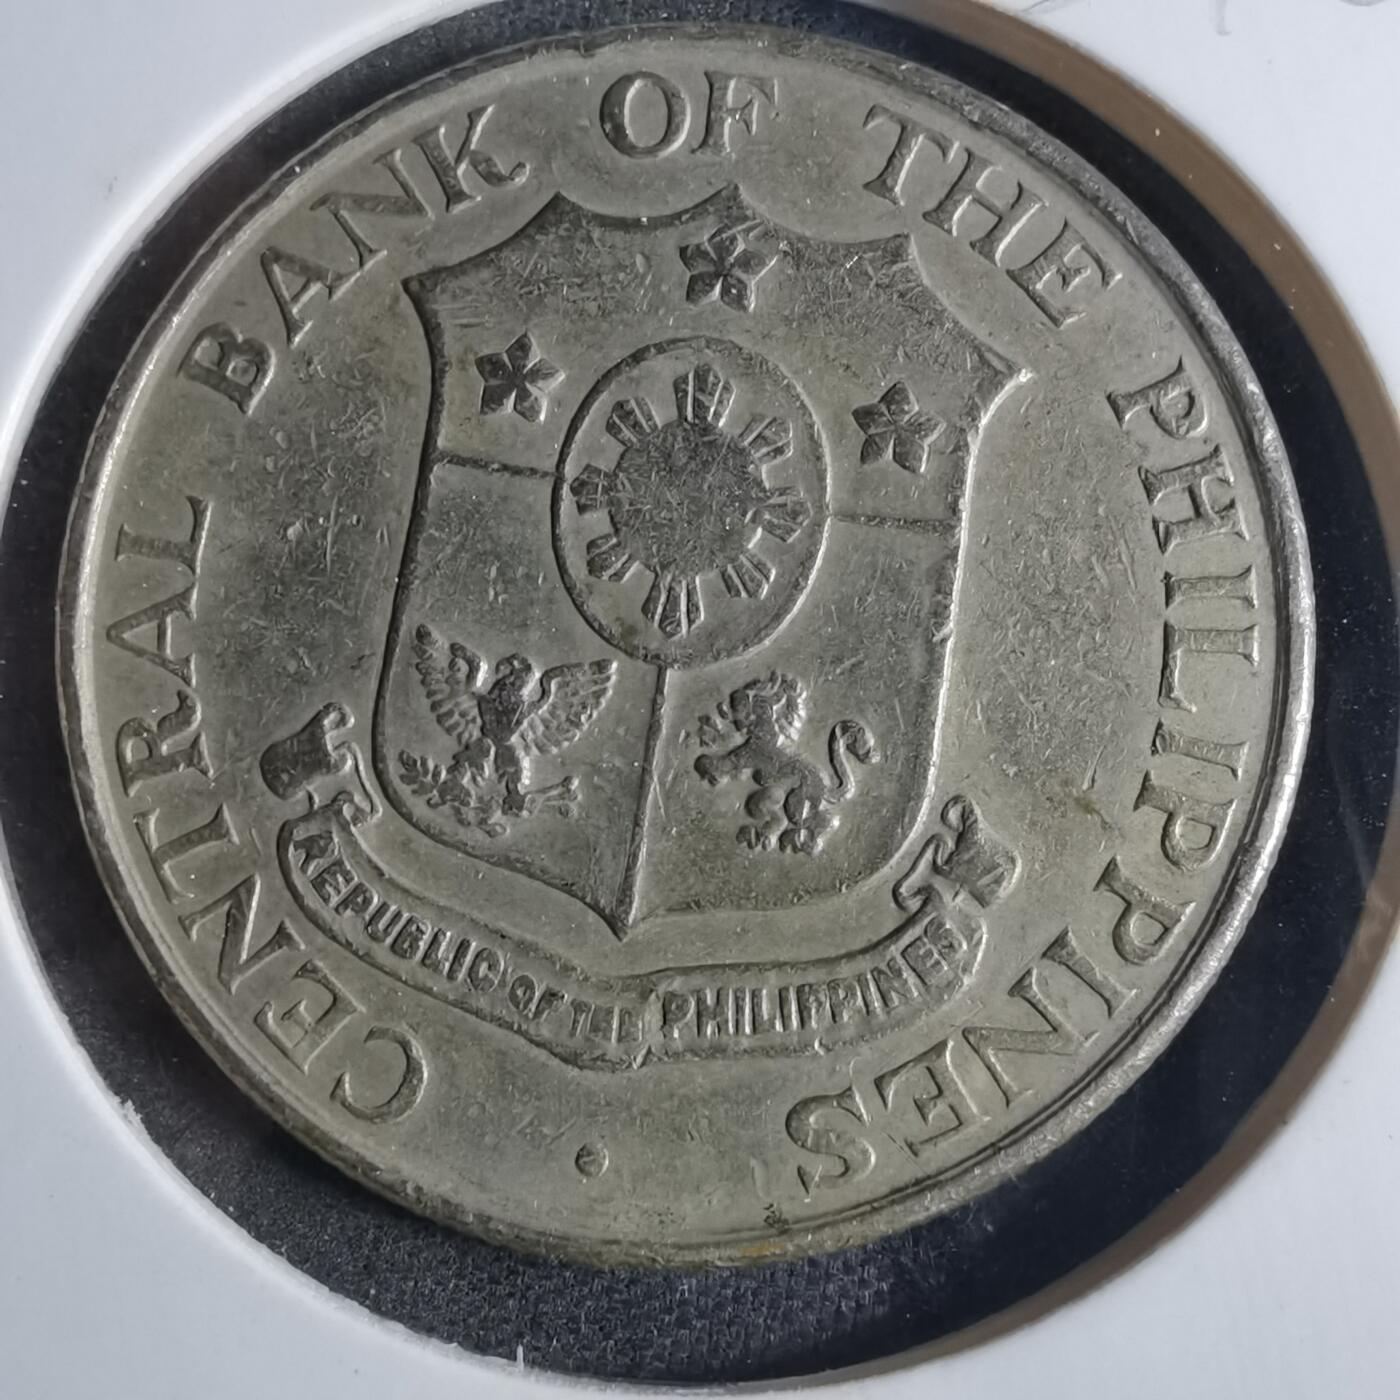 CENTRAL BANK OF THE PHILIPPINES
REPUBLIC OF THE PHILIPPINES